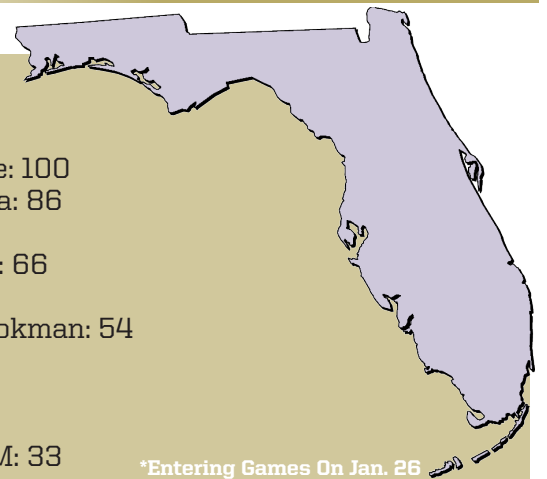 e: 100
a: 86
: 66
okman: 54
M: 33
*Entering Games On Jan. 26